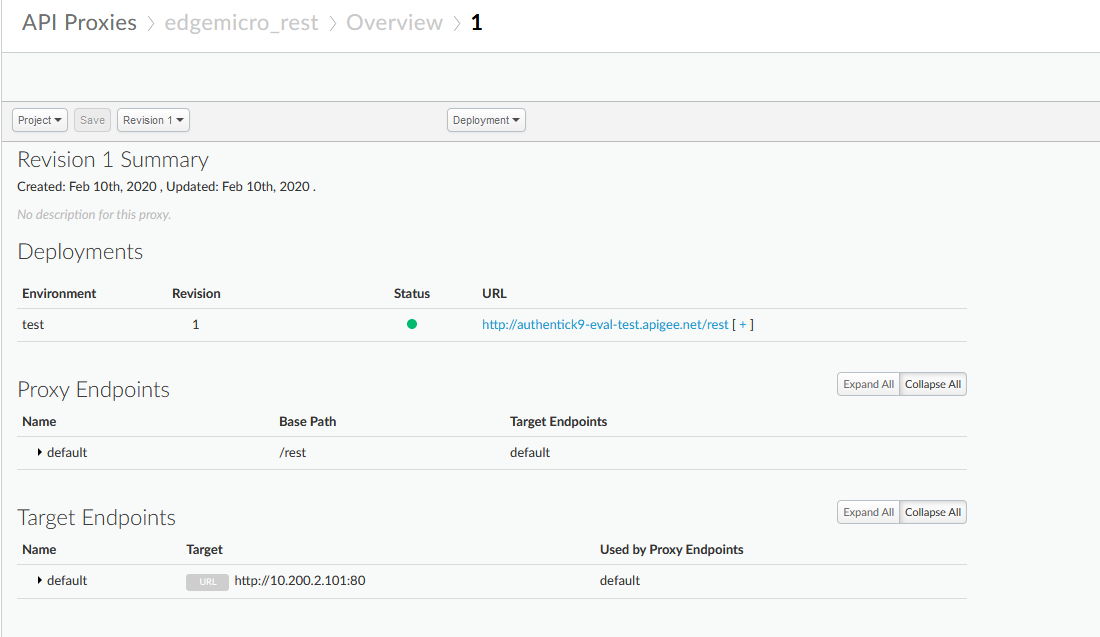 API Proxies > edgemicro_rest > Overview > 1
Project Save Revision 1 Deployment
Revision 1 Summary
Created: Feb 10th, 2020 , Updated: Feb 10th, 2020 .
No description for this proxy.
Deployments
Environment Revision Status URL
test 1 http://authentick9-eval-test.apigee.net/rest [ + ]
Proxy Endpoints Expand All Collapse All
Name Base Path Target Endpoints
default /rest default
Target Endpoints Expand All Collapse All
Name Target Used by Proxy Endpoints
default URL http://10.200.2.101:80 default